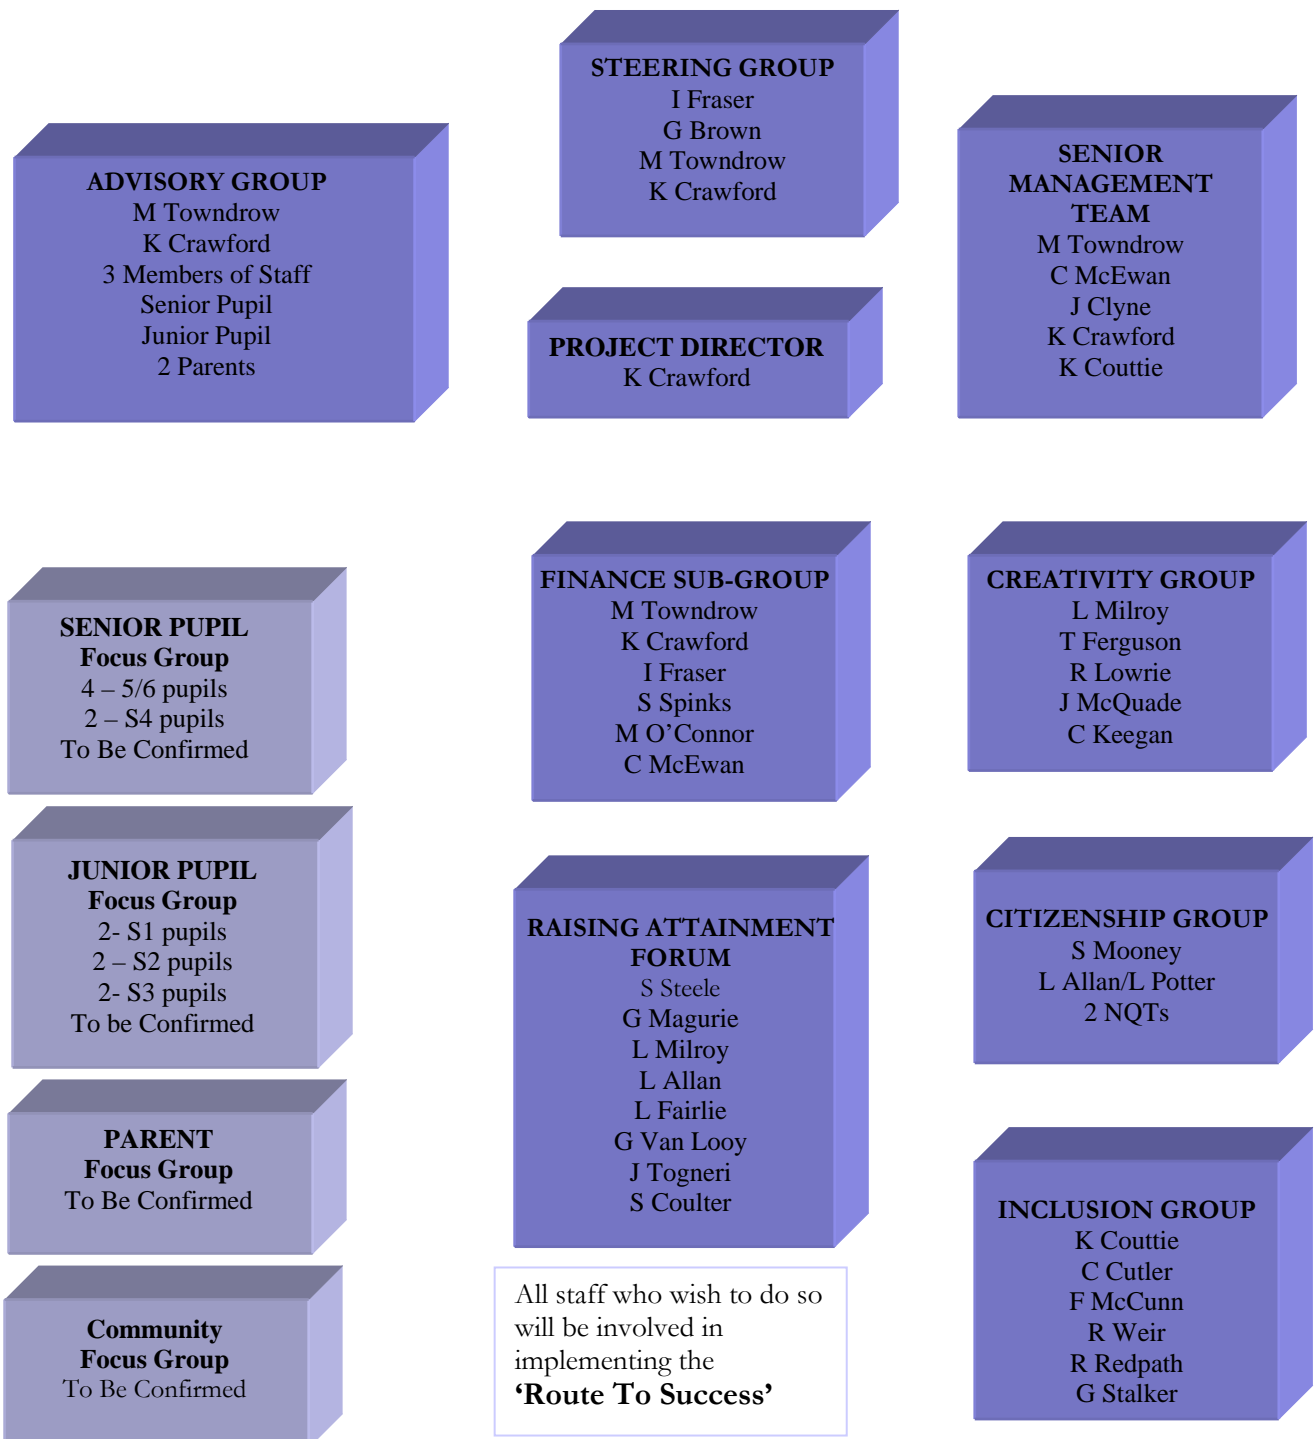 STEERING GROUP
I Fraser
G Brown
M Towndrow
K Crawford
ADVISORY GROUP
M Towndrow
K Crawford
3 Members of Staff
Senior Pupil
Junior Pupil
2 Parents
SENIOR
MANAGEMENT
TEAM
M Towndrow
C McEwan
J Clyne
K Crawford
K Couttie
PROJECT DIRECTOR
K Crawford
SENIOR PUPIL
Focus Group
4 – 5/6 pupils
2 – S4 pupils
To Be Confirmed
FINANCE SUB-GROUP
M Towndrow
K Crawford
I Fraser
S Spinks
M O’Connor
C McEwan
CREATIVITY GROUP
L Milroy
T Ferguson
R Lowrie
J McQuade
C Keegan
JUNIOR PUPIL
Focus Group
2- S1 pupils
2 – S2 pupils
2- S3 pupils
To be Confirmed
RAISING ATTAINMENT
FORUM
S Steele
G Magurie
L Milroy
L Allan
L Fairlie
G Van Looy
J Togneri
S Coulter
CITIZENSHIP GROUP
S Mooney
L Allan/L Potter
2 NQTs
PARENT
Focus Group
To Be Confirmed
INCLUSION GROUP
K Couttie
C Cutler
F McCunn
R Weir
R Redpath
G Stalker
Community
Focus Group
To Be Confirmed
All staff who wish to do so
will be involved in
implementing the
‘Route To Success’